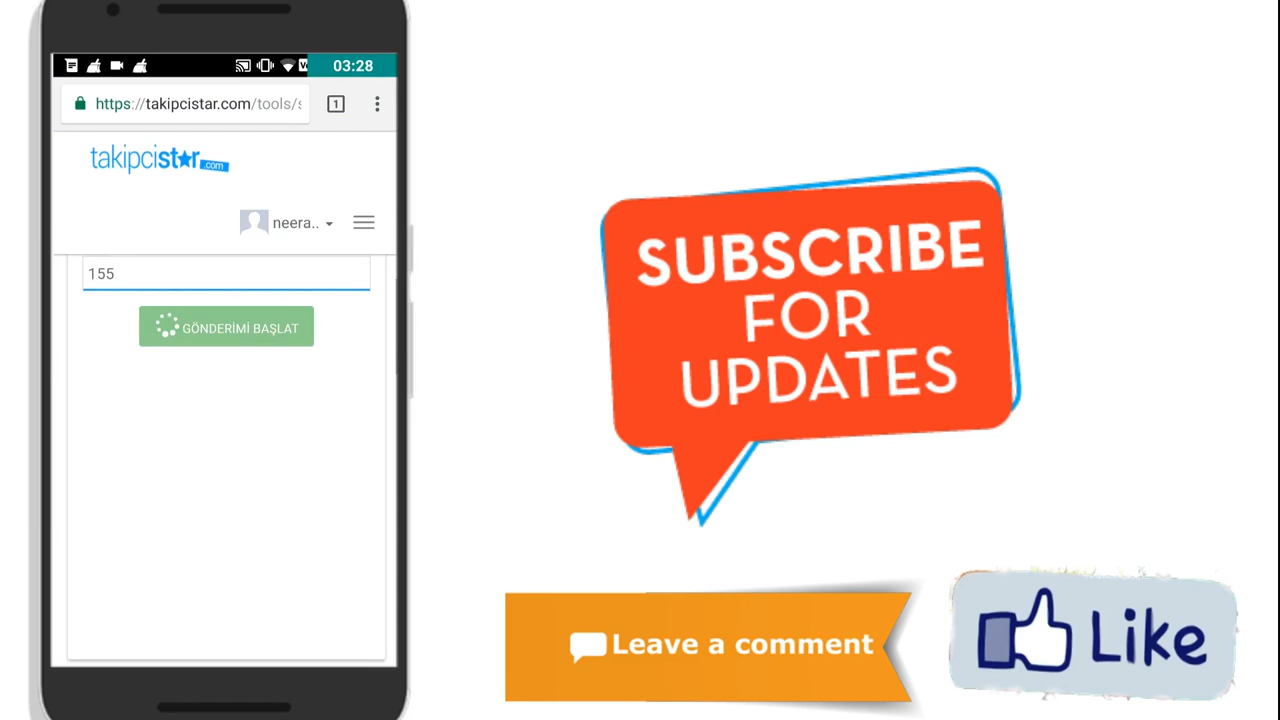 03:28
https://takipcistar.com/tools/s
1
takipcistar.com
neera..
155
GÖNDERİMİ BAŞLAT
SUBSCRIBE
FOR
UPDATES
Leave a comment
Like